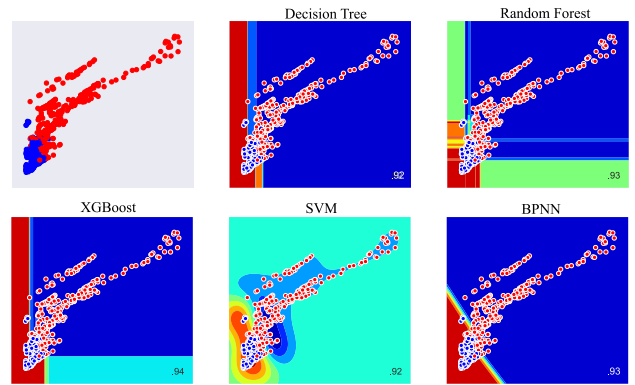 Decision Tree
Random Forest
.92
.93
XGBoost
SVM
BPNN
.94
.92
.93